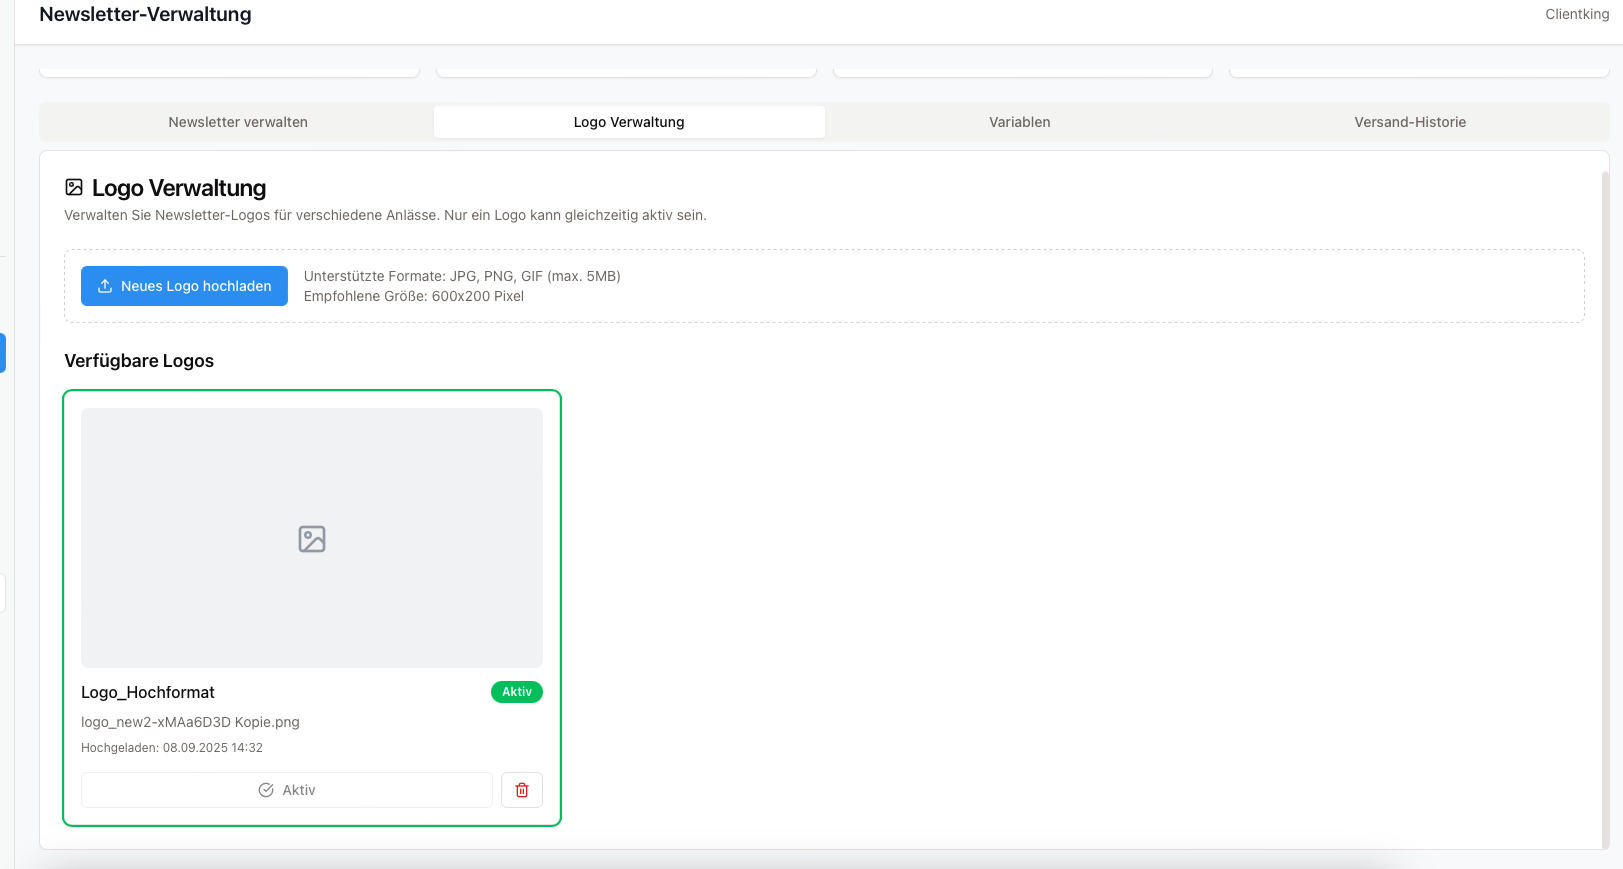 Newsletter-Verwaltung
Clientking
Newsletter verwalten
Logo Verwaltung
Variablen
Versand-Historie
Logo Verwaltung
Verwalten Sie Newsletter-Logos für verschiedene Anlässe. Nur ein Logo kann gleichzeitig aktiv sein.
Neues Logo hochladen
Unterstützte Formate: JPG, PNG, GIF (max. 5MB)
Empfohlene Größe: 600x200 Pixel
Verfügbare Logos
Logo_Hochformat
Aktiv
logo_new2-xMAa6D3D Kopie.png
Hochgeladen: 08.09.2025 14:32
Aktiv